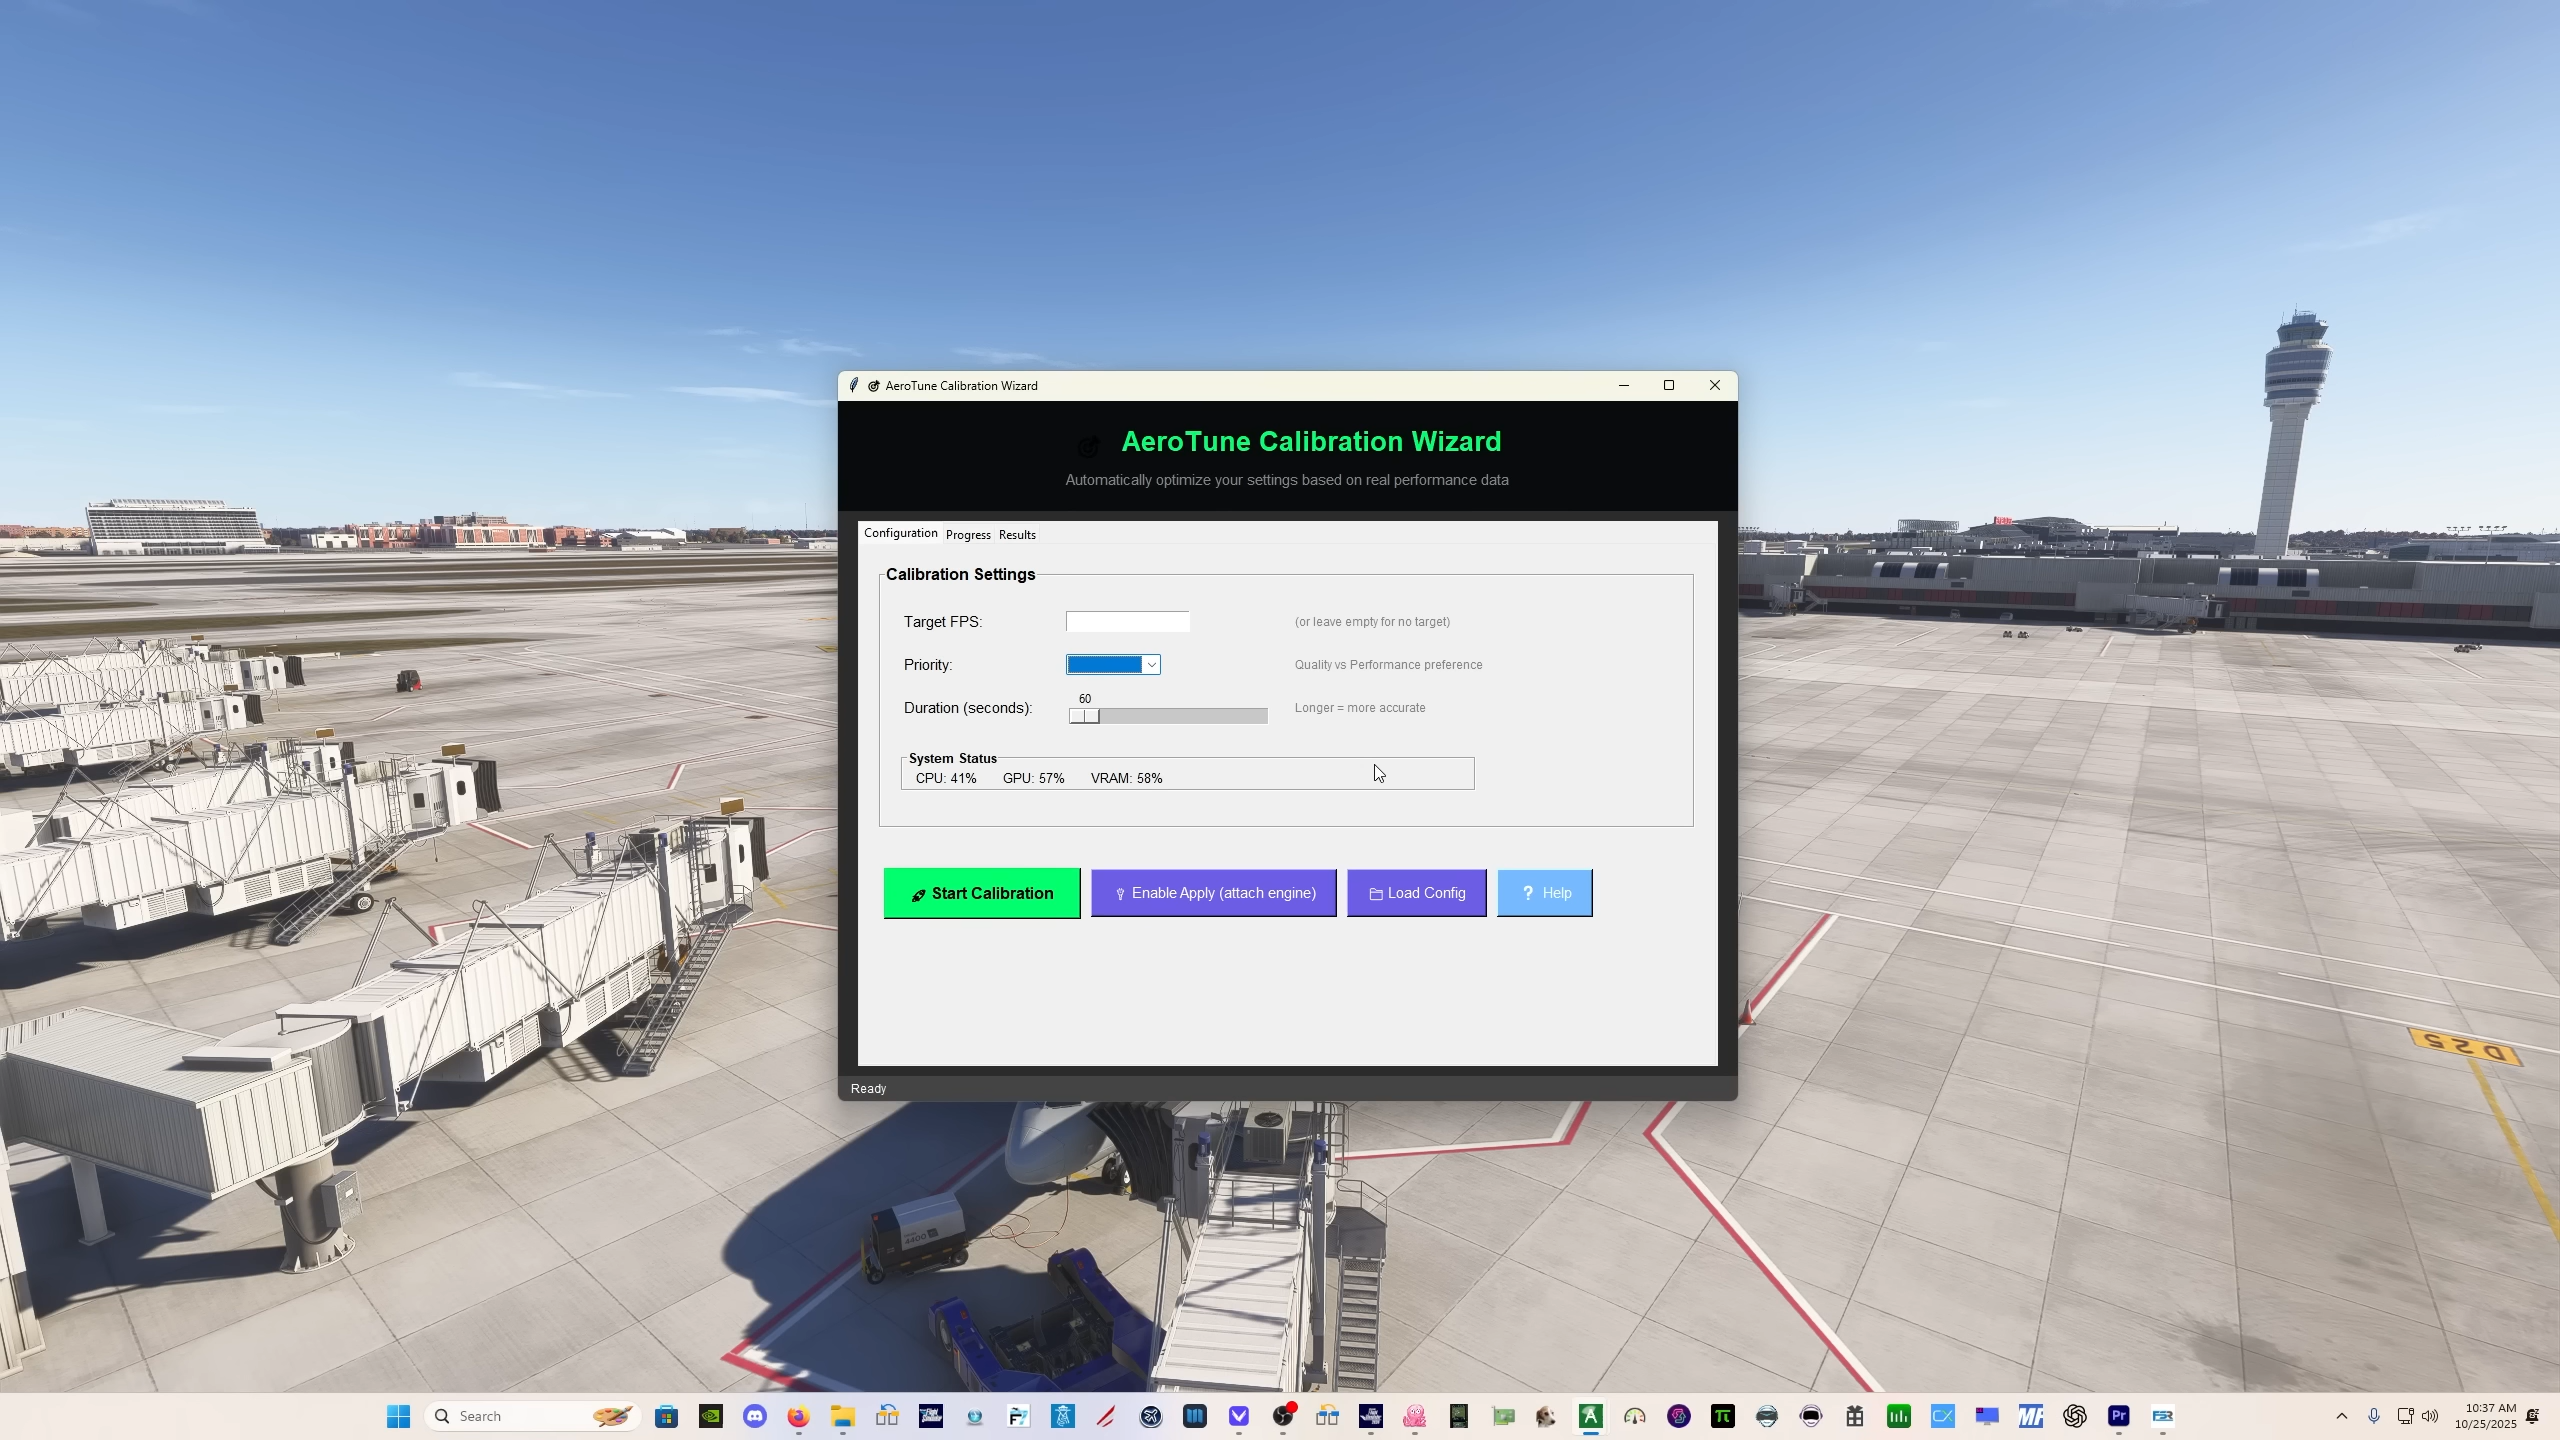 AeroTune Calibration Wizard
AeroTune Calibration Wizard
Automatically optimize your settings based on real performance data
Configuration Progress Results
Calibration Settings
Target FPS: (or leave empty for no target)
Priority: Quality vs Performance preference
60
Duration (seconds): Longer = more accurate
System Status
CPU: 41% GPU: 57% VRAM: 58%
Start Calibration Enable Apply (attach engine) Load Config ? Help
Ready
D25
4400
Search
Pr
10:37 AM
10/25/2025